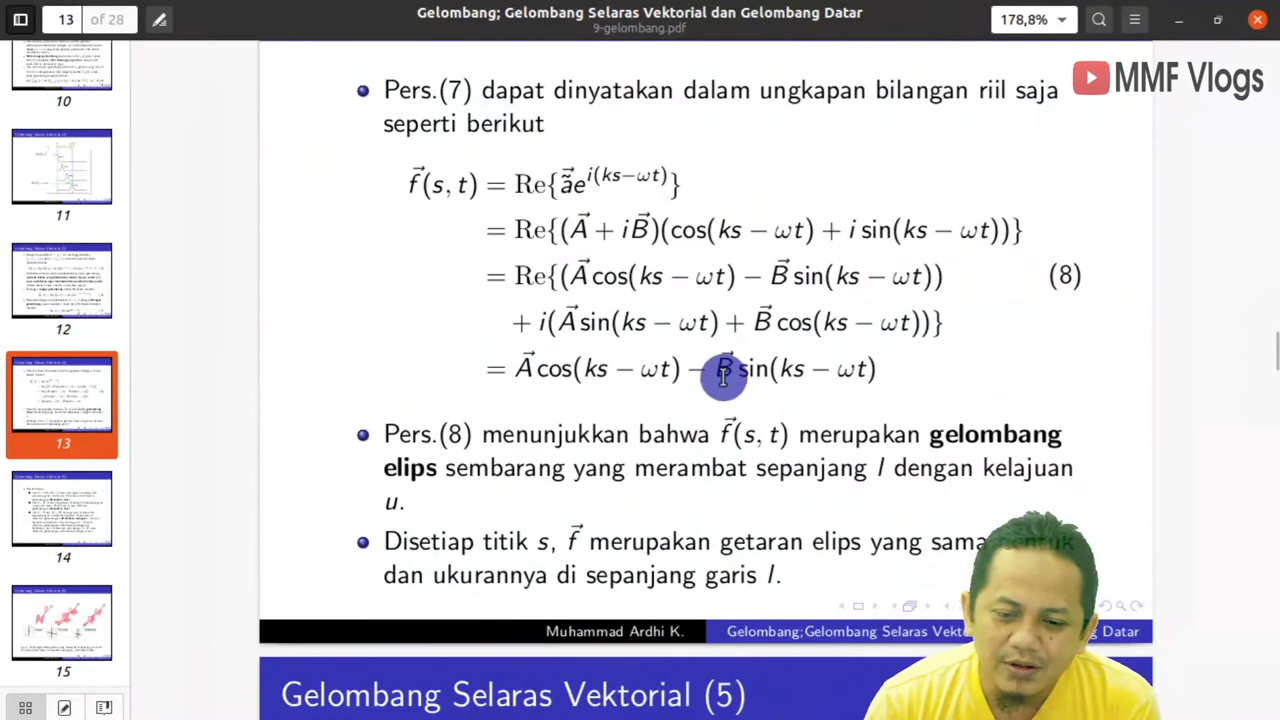 13 of 28
Gelombang; Gelombang Selaras Vektorial dan Gelombang Datar
9-gelombang.pdf
178,8%
MMF Vlogs
10
11
12
13
14
15
Pers.(7) dapat dinyatakan dalam ungkapan bilangan riil saja
seperti berikut
f⃗(s, t) = Re{ã⃗e^{i(ks−ωt)}}
= Re{(A⃗ + iB⃗)(cos(ks − ωt) + i sin(ks − ωt))}
= Re{(A⃗ cos(ks − ωt) − B⃗ sin(ks − ωt)) (8)
+ i(A⃗ sin(ks − ωt) + B⃗ cos(ks − ωt))}
= A⃗ cos(ks − ωt) − B⃗ sin(ks − ωt)
Pers.(8) menunjukkan bahwa f⃗(s, t) merupakan gelombang
elips sembarang yang merambat sepanjang l dengan kelajuan
u.
Disetiap titik s, f⃗ merupakan getaran elips yang sama bentuk
dan ukurannya di sepanjang garis l.
Muhammad Ardhi K.
Gelombang;Gelombang Selaras Vekto
g Datar
Gelombang Selaras Vektorial (5)